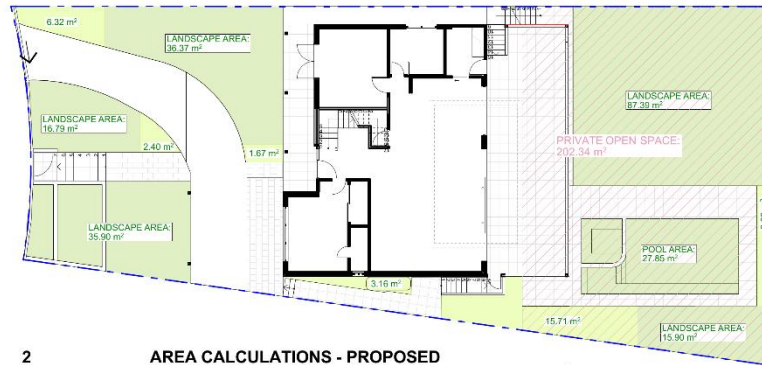 6.32 m²
LANDSCAPE AREA:
36.37 m²
LANDSCAPE AREA:
16.79 m²
2.40 m²
1.67 m²
LANDSCAPE AREA:
87.39 m²
PRIVATE OPEN SPACE:
202.34 m²
LANDSCAPE AREA:
35.90 m²
POOL AREA:
27.85 m²
3.16 m²
15.71 m²
LANDSCAPE AREA:
15.90 m²
2 AREA CALCULATIONS - PROPOSED